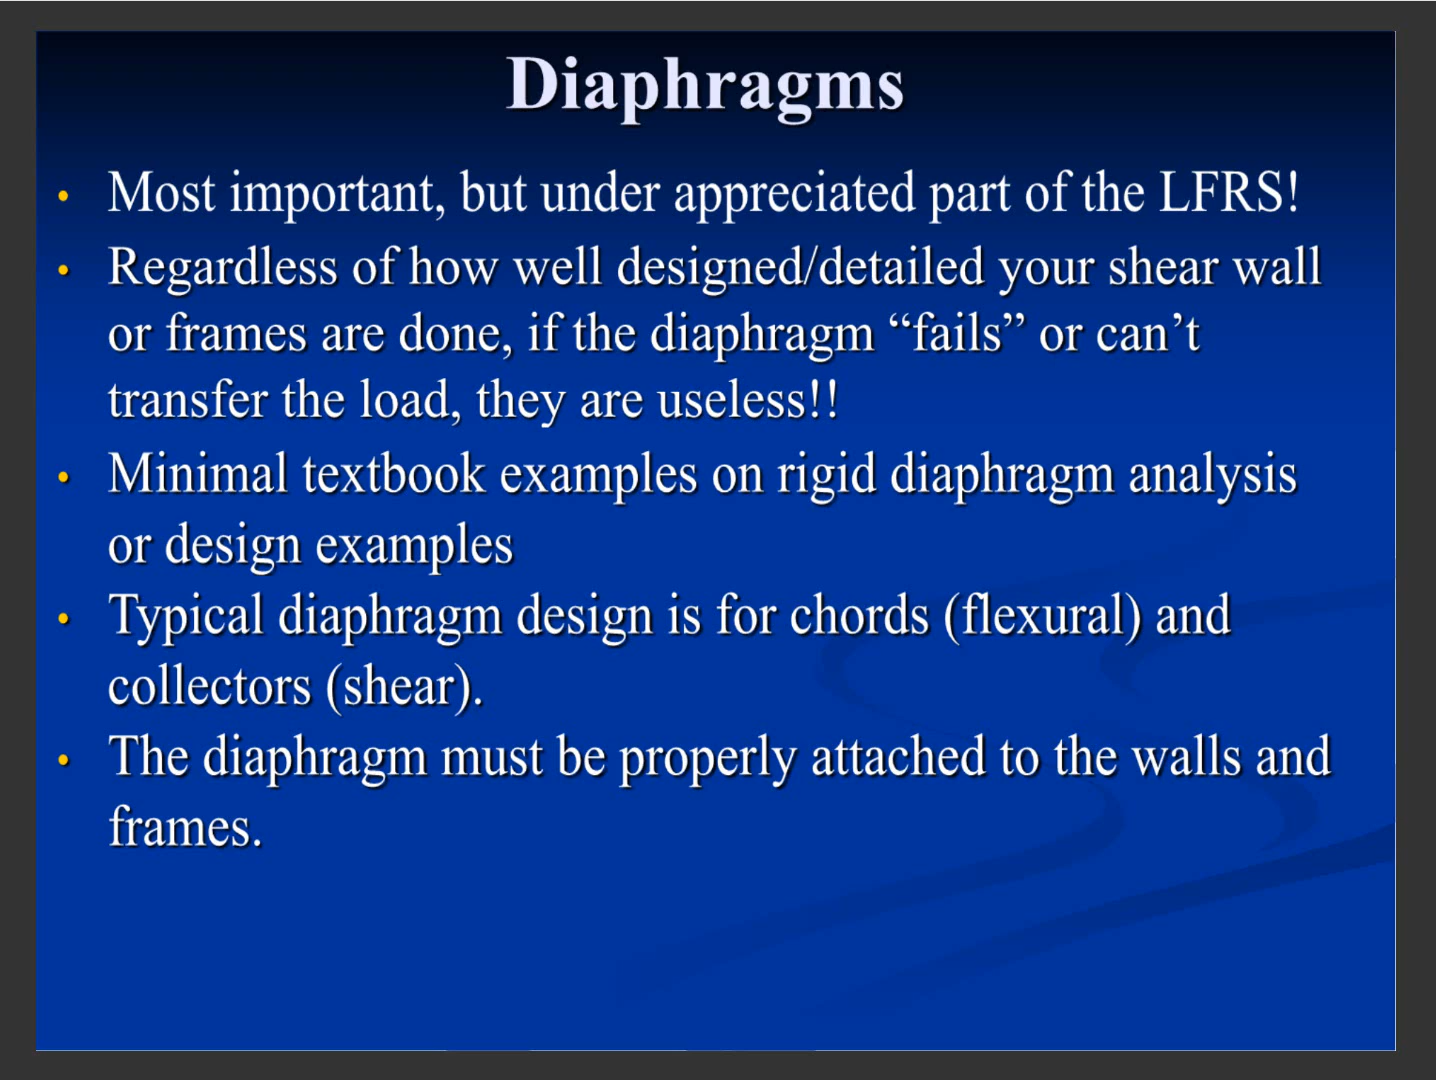 Diaphragms
• Most important, but under appreciated part of the LFRS!
• Regardless of how well designed/detailed your shear wall
or frames are done, if the diaphragm “fails” or can’t
transfer the load, they are useless!!
• Minimal textbook examples on rigid diaphragm analysis
or design examples
• Typical diaphragm design is for chords (flexural) and
collectors (shear).
• The diaphragm must be properly attached to the walls and
frames.